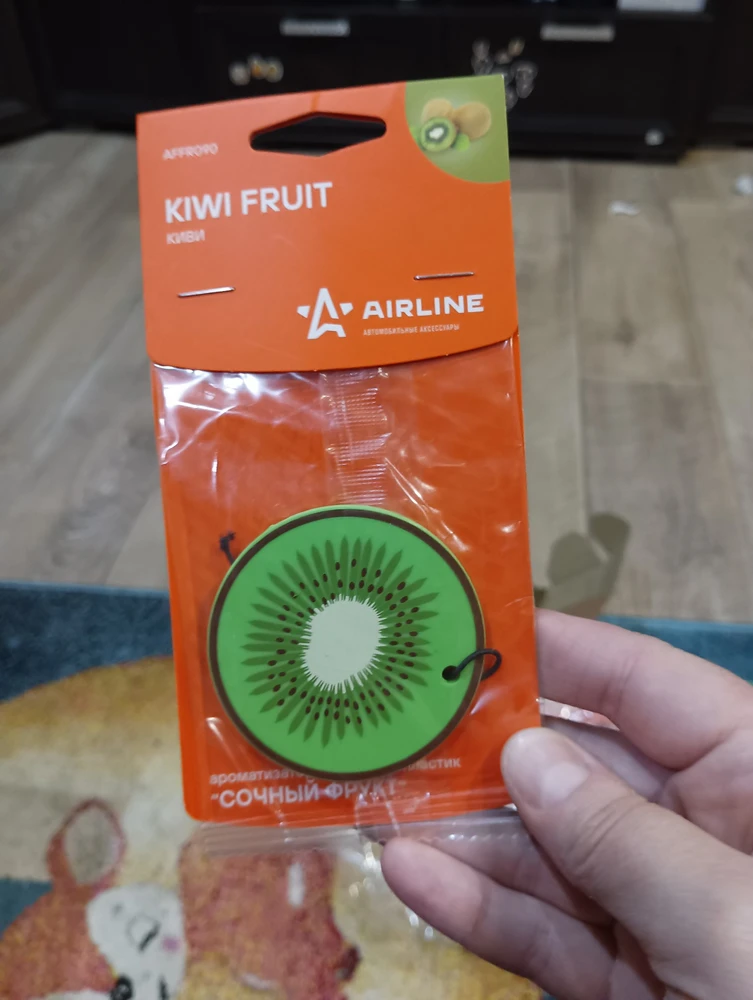 AFFR090
KIWI FRUIT
КИВИ
AIRLINE
АВТОМОБИЛЬНЫЕ АКСЕССУАРЫ
"СОЧНЫЙ ФРУКТ"